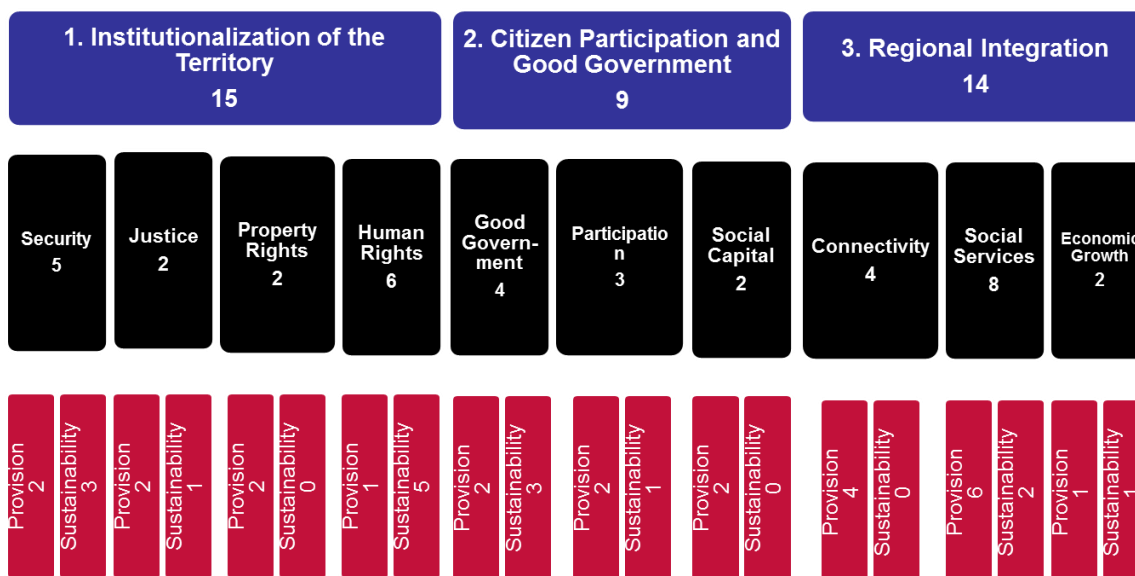 1. Institutionalization of the
Territory
15
2. Citizen Participation and
Good Government
9
3. Regional Integration
14
Security
5
Justice
2
Property
Rights
2
Human
Rights
6
Good
Govern-
ment
4
Participatio
n
3
Social
Capital
2
Connectivity
4
Social
Services
8
Economic
Growth
2
Provision
2
Sustainability
3
Provision
2
Sustainability
1
Provision
2
Sustainability
0
Provision
1
Sustainability
5
Provision
2
Sustainability
3
Provision
2
Sustainability
1
Provision
2
Sustainability
0
Provision
4
Sustainability
0
Provision
6
Sustainability
2
Provision
1
Sustainability
1